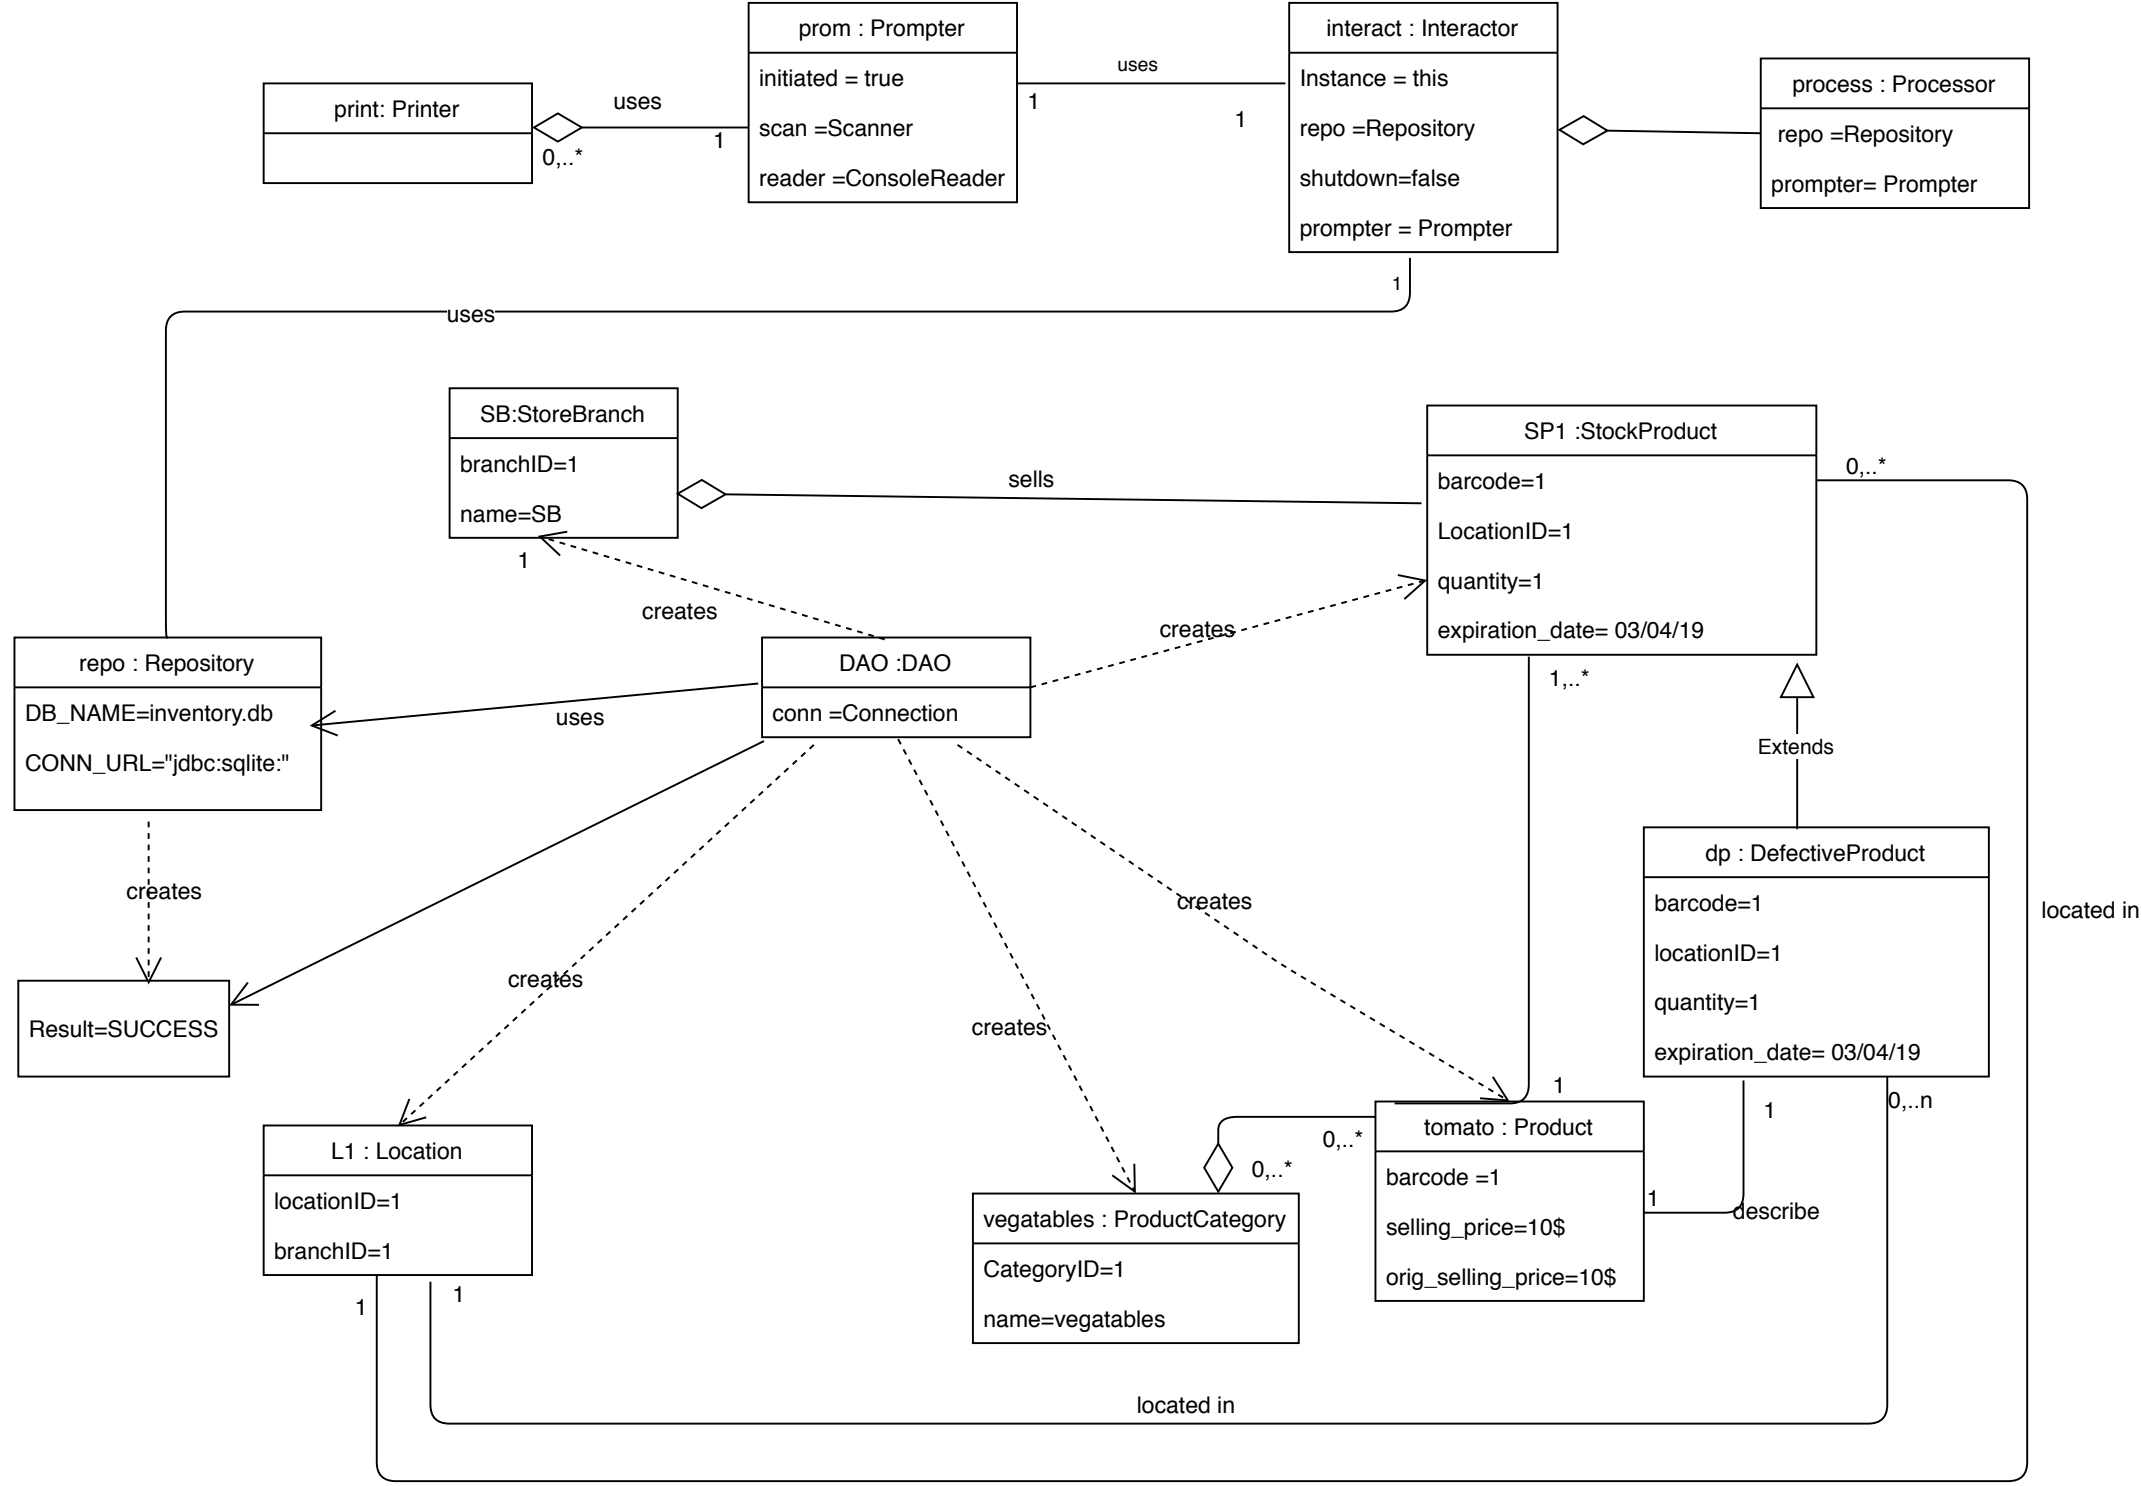 prom : Prompter
initiated = true
scan =Scanner
reader =ConsoleReader
interact : Interactor
Instance = this
repo =Repository
shutdown=false
prompter = Prompter
process : Processor
repo =Repository
prompter= Prompter
print: Printer
uses
0,..*
1
uses
1
1
1
uses
SB:StoreBranch
branchID=1
name=SB
1
sells
SP1 :StockProduct
barcode=1
LocationID=1
quantity=1
expiration_date= 03/04/19
0,..*
1,..*
creates
creates
repo : Repository
DB_NAME=inventory.db
CONN_URL="jdbc:sqlite:"
uses
DAO :DAO
conn =Connection
Extends
dp : DefectiveProduct
barcode=1
locationID=1
quantity=1
expiration_date= 03/04/19
located in
creates
Result=SUCCESS
creates
creates
creates
1
1
0,..n
L1 : Location
locationID=1
branchID=1
1
1
0,..*
0,..*
vegatables : ProductCategory
CategoryID=1
name=vegatables
tomato : Product
barcode =1
selling_price=10$
orig_selling_price=10$
1
describe
located in